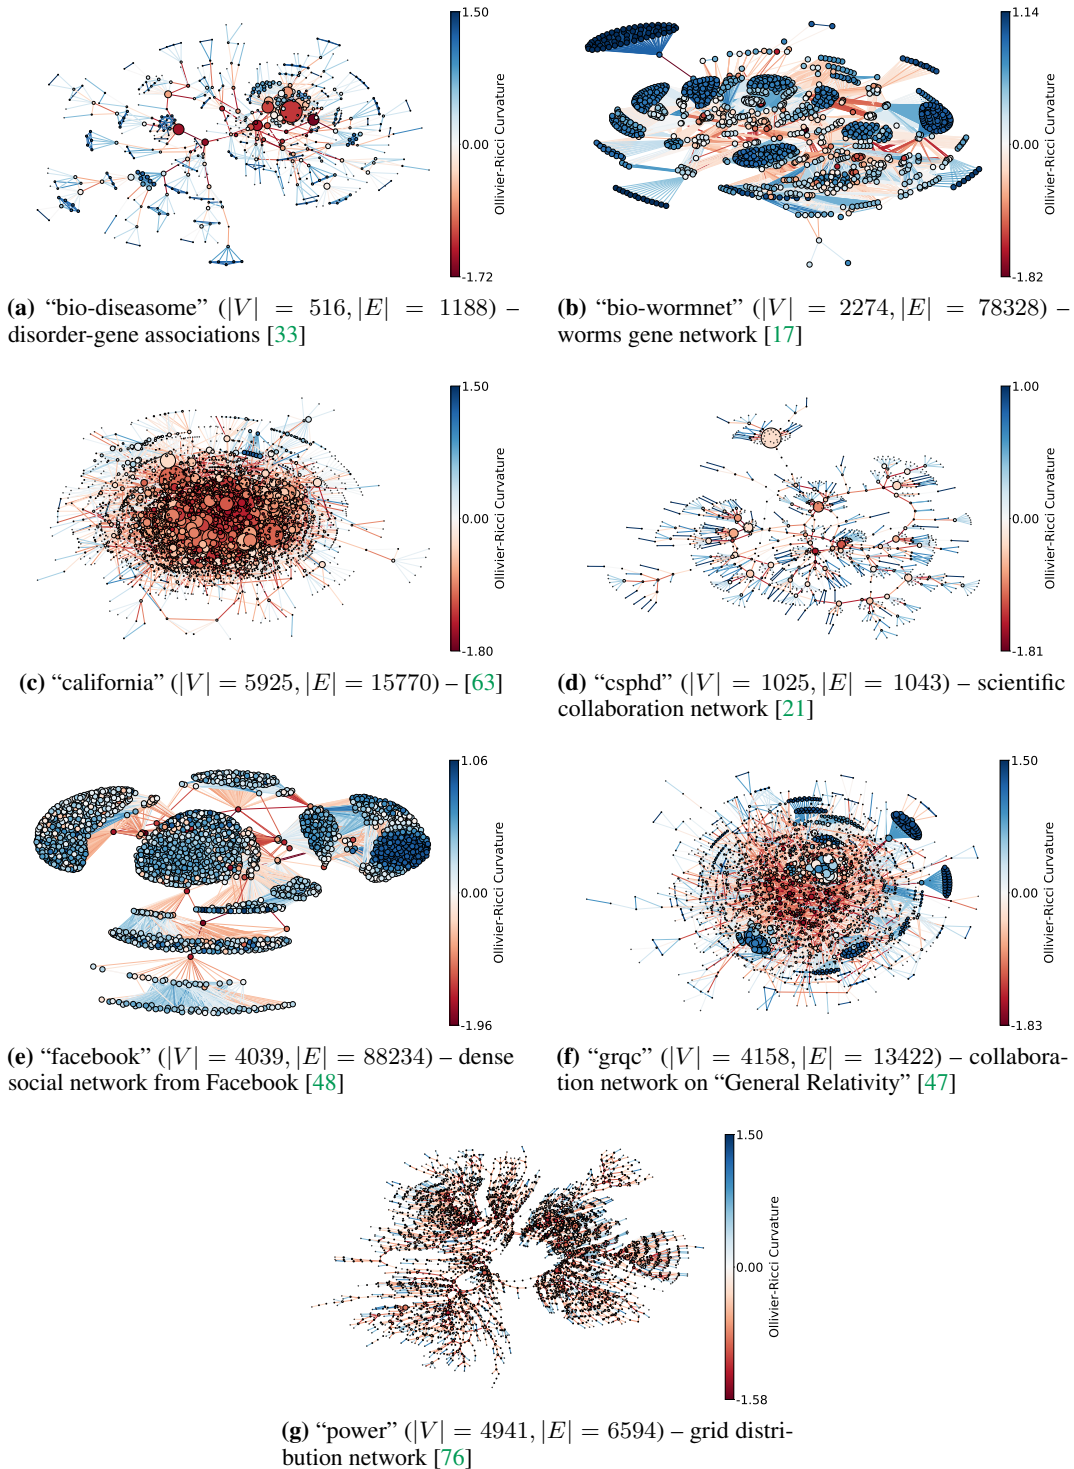 1.50
0.00
-1.72
Ollivier-Ricci Curvature
1.14
0.00
-1.82
Ollivier-Ricci Curvature
(a) “bio-diseasome” (|V| = 516, |E| = 1188) –
disorder-gene associations [33]
(b) “bio-wormnet” (|V| = 2274, |E| = 78328) –
worms gene network [17]
1.50
0.00
-1.80
Ollivier-Ricci Curvature
1.00
0.00
-1.81
Ollivier-Ricci Curvature
(c) “california” (|V| = 5925, |E| = 15770) – [63]
(d) “csphd” (|V| = 1025, |E| = 1043) – scientific
collaboration network [21]
1.06
0.00
-1.96
Ollivier-Ricci Curvature
1.50
0.00
-1.83
Ollivier-Ricci Curvature
(e) “facebook” (|V| = 4039, |E| = 88234) – dense
social network from Facebook [48]
(f) “grqc” (|V| = 4158, |E| = 13422) – collabora-
tion network on “General Relativity” [47]
1.50
0.00
-1.58
Ollivier-Ricci Curvature
(g) “power” (|V| = 4941, |E| = 6594) – grid distri-
bution network [76]